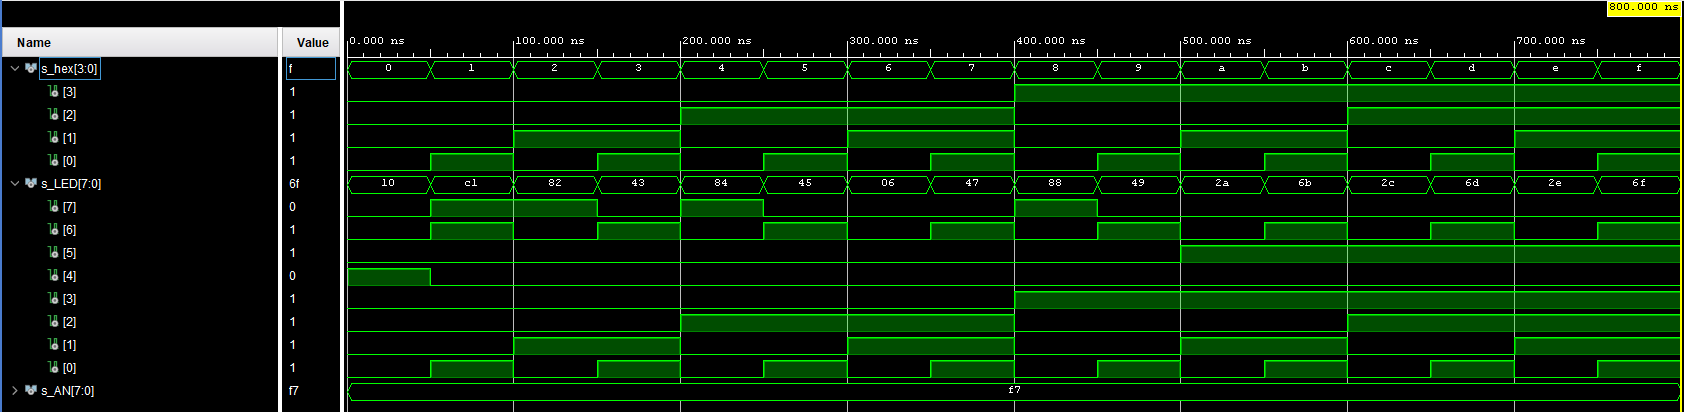 800.000 ns
Name Value
0.000 ns 100.000 ns 200.000 ns 300.000 ns 400.000 ns 500.000 ns 600.000 ns 700.000 ns
s_hex[3:0] f 0 1 2 3 4 5 6 7 8 9 a b c d e f
[3] 1
[2] 1
[1] 1
[0] 1
s_LED[7:0] 6f 10 c1 82 43 84 45 06 47 88 49 2a 6b 2c 6d 2e 6f
[7] 0
[6] 1
[5] 1
[4] 0
[3] 1
[2] 1
[1] 1
[0] 1
s_AN[7:0] f7 f7